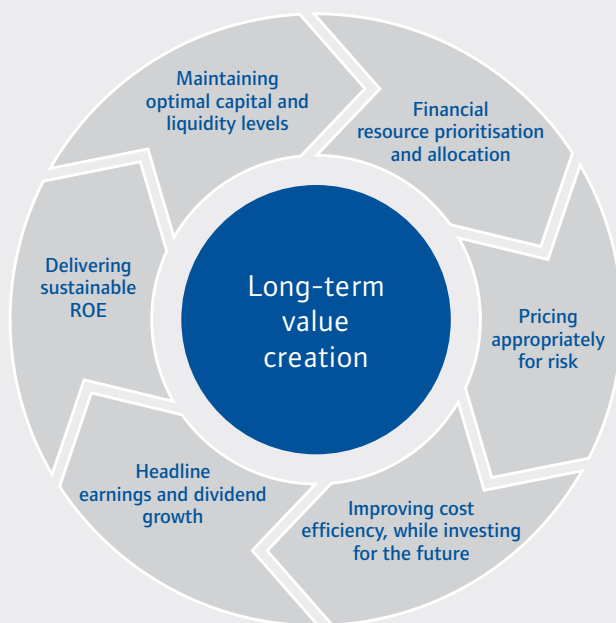 Maintaining
optimal capital and
liquidity levels
Financial
resource prioritisation
and allocation
Pricing
appropriately
for risk
Improving cost
efficiency, while investing
for the future
Headline
earnings and dividend
growth
Delivering
sustainable
ROE
Long-term
value
creation